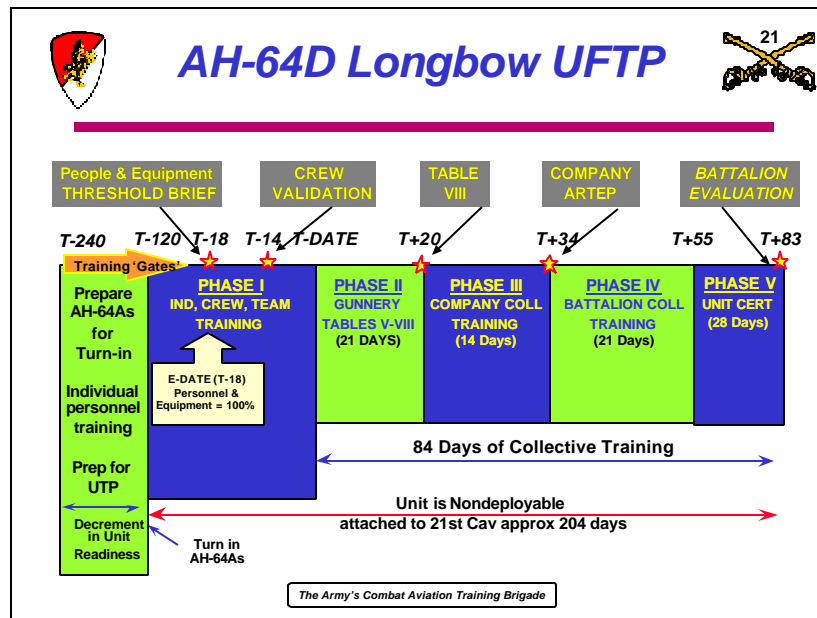 AH-64D Longbow UFTP
21
People & Equipment
THRESHOLD BRIEF
CREW
VALIDATION
TABLE
VIII
COMPANY
ARTEP
BATTALION
EVALUATION
T-240
T-120
T-18
T-14
T-DATE
T+20
T+34
T+55
T+83
Training ‘Gates’
Prepare
AH-64As
for
Turn-in
Individual
personnel
training
Prep for
UTP
Decrement
in Unit
Readiness
PHASE I
IND, CREW, TEAM
TRAINING
E-DATE (T-18)
Personnel &
Equipment = 100%
PHASE II
GUNNERY
TABLES V-VIII
(21 DAYS)
PHASE III
COMPANY COLL
TRAINING
(14 Days)
PHASE IV
BATTALION COLL
TRAINING
(21 Days)
PHASE V
UNIT CERT
(28 Days)
84 Days of Collective Training
Unit is Nondeployable
attached to 21st Cav approx 204 days
Turn in
AH-64As
The Army's Combat Aviation Training Brigade